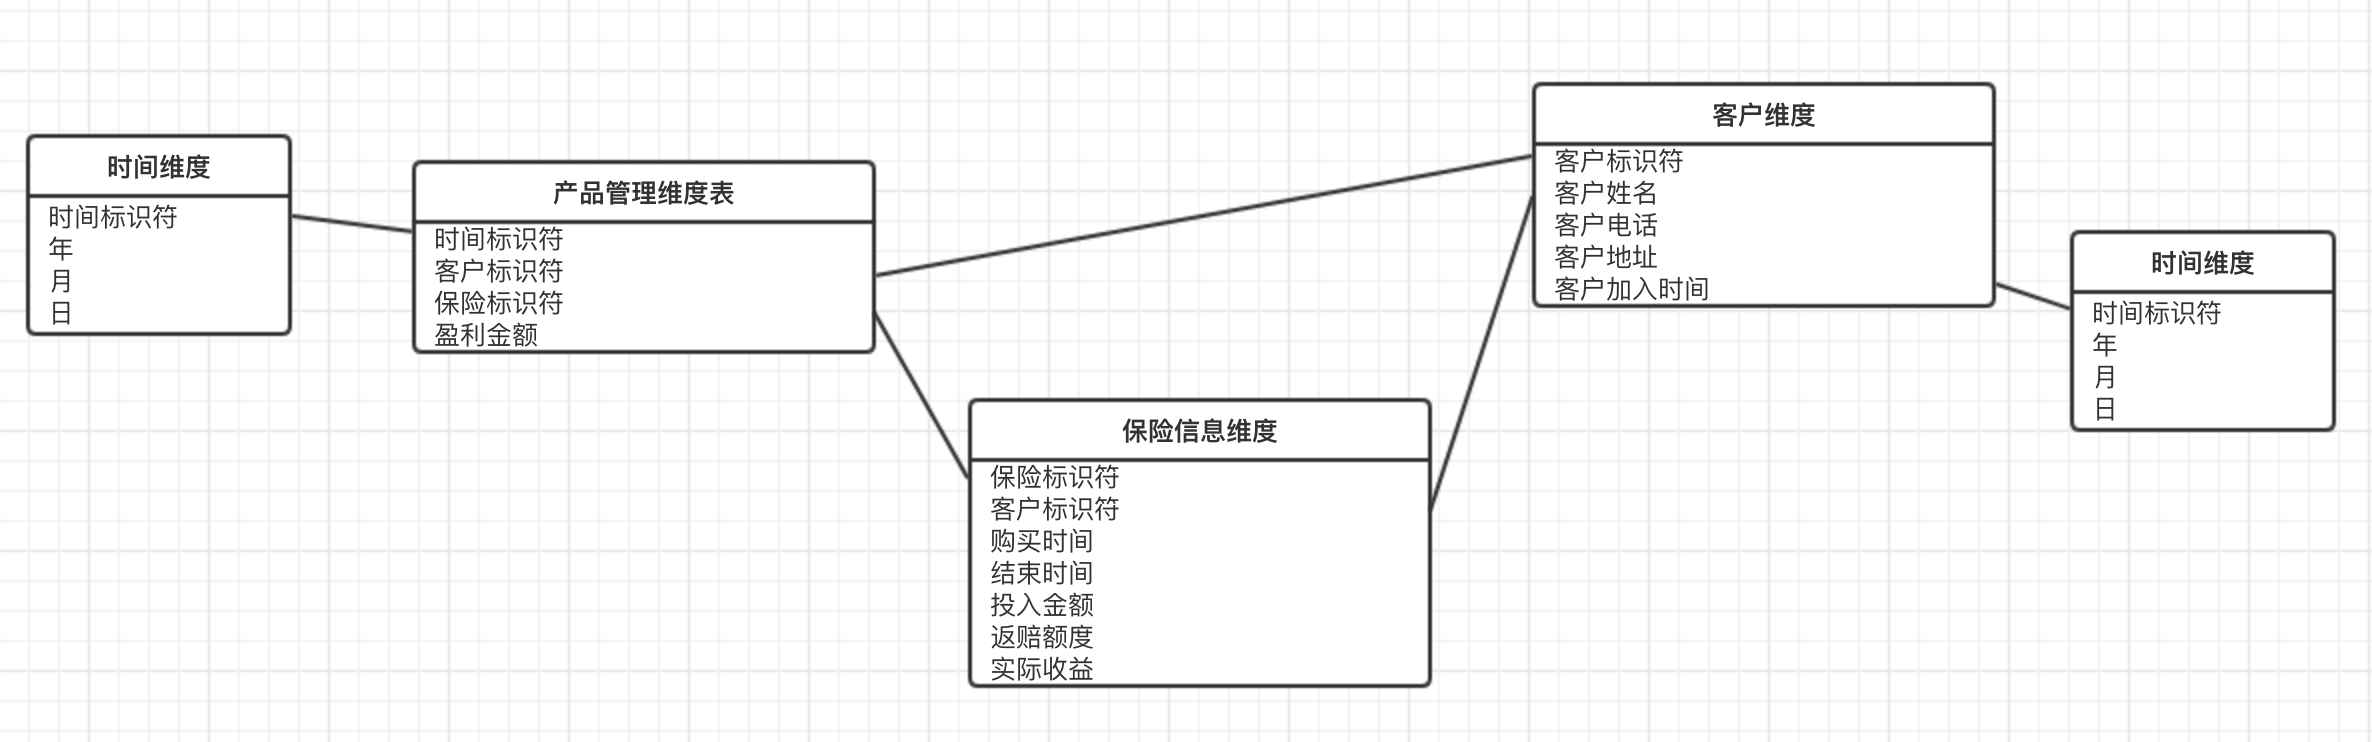 时间维度
时间标识符
年
月
日
产品管理维度表
时间标识符
客户标识符
保险标识符
盈利金额
保险信息维度
保险标识符
客户标识符
购买时间
结束时间
投入金额
返赔额度
实际收益
客户维度
客户标识符
客户姓名
客户电话
客户地址
客户加入时间
时间维度
时间标识符
年
月
日